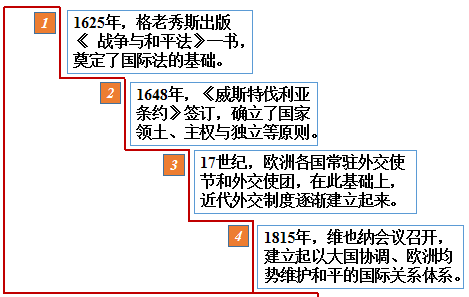 1
1625年，格老秀斯出版
《 战争与和平法》一书，
奠定了国际法的基础。
2
1648年，《威斯特伐利亚
条约》签订，确立了国家
领土、主权与独立等原则。
3
17世纪，欧洲各国常驻外交使
节和外交使团，在此基础上，
近代外交制度逐渐建立起来。
4
1815年，维也纳会议召开，
建立起以大国协调、欧洲均
势维护和平的国际关系体系。